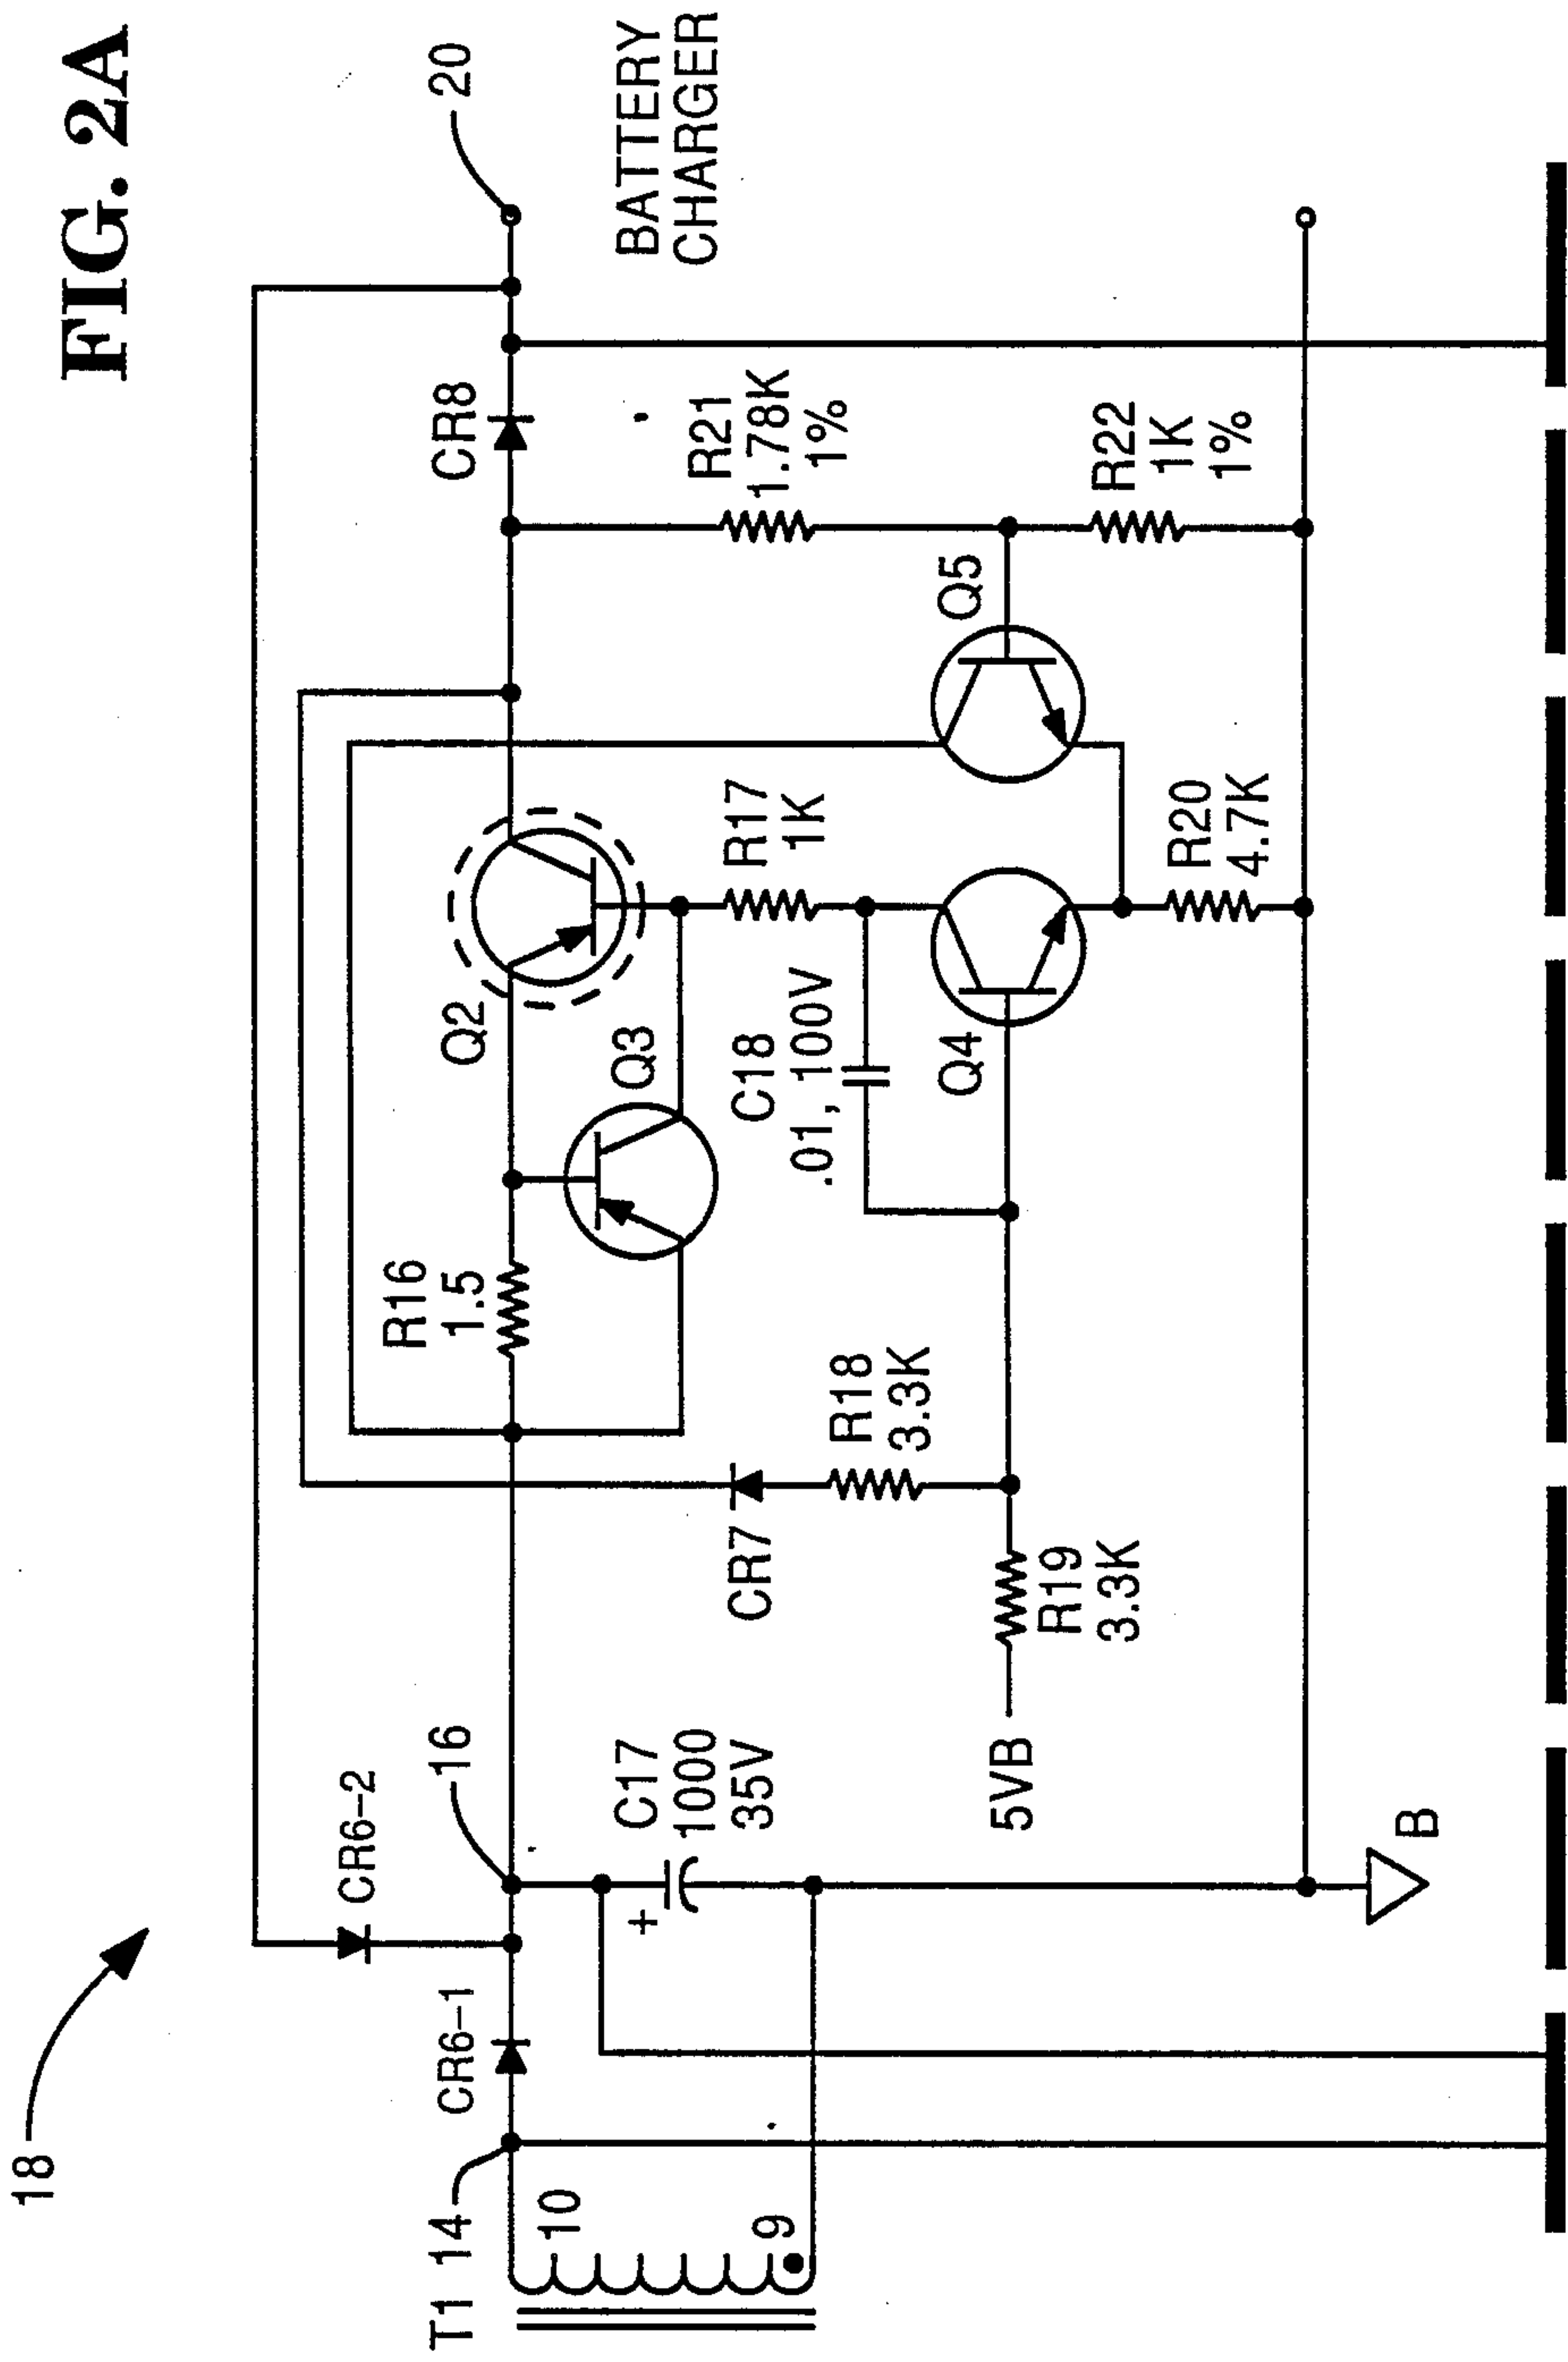 FIG. 2A
18
T1
14
10
9
CR6-1
CR6-2
16
C17
1000
35V
+
5VB
R19
3.3K
B
CR7
R18
3.3K
R16
1.5
Q3
Q2
C18
.01, 100V
Q4
R17
1K
R20
4.7K
Q5
CR8
R21
1.78K
1%
R22
1K
1%
20
BATTERY
CHARGER